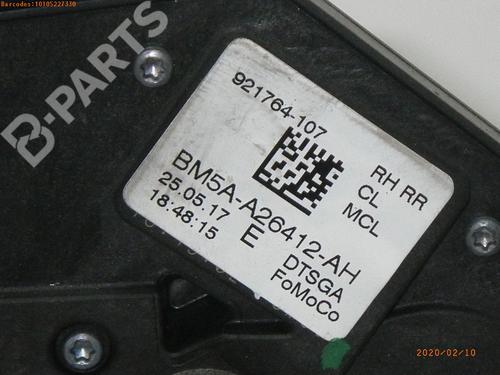 Barcodes:10105227330
B-PARTS
921764-107
RH RR
CL
MCL
BM5A-A26412-AH
25.05.17
E
DTSGA
18:48:15
FoMoCo
2020/02/10